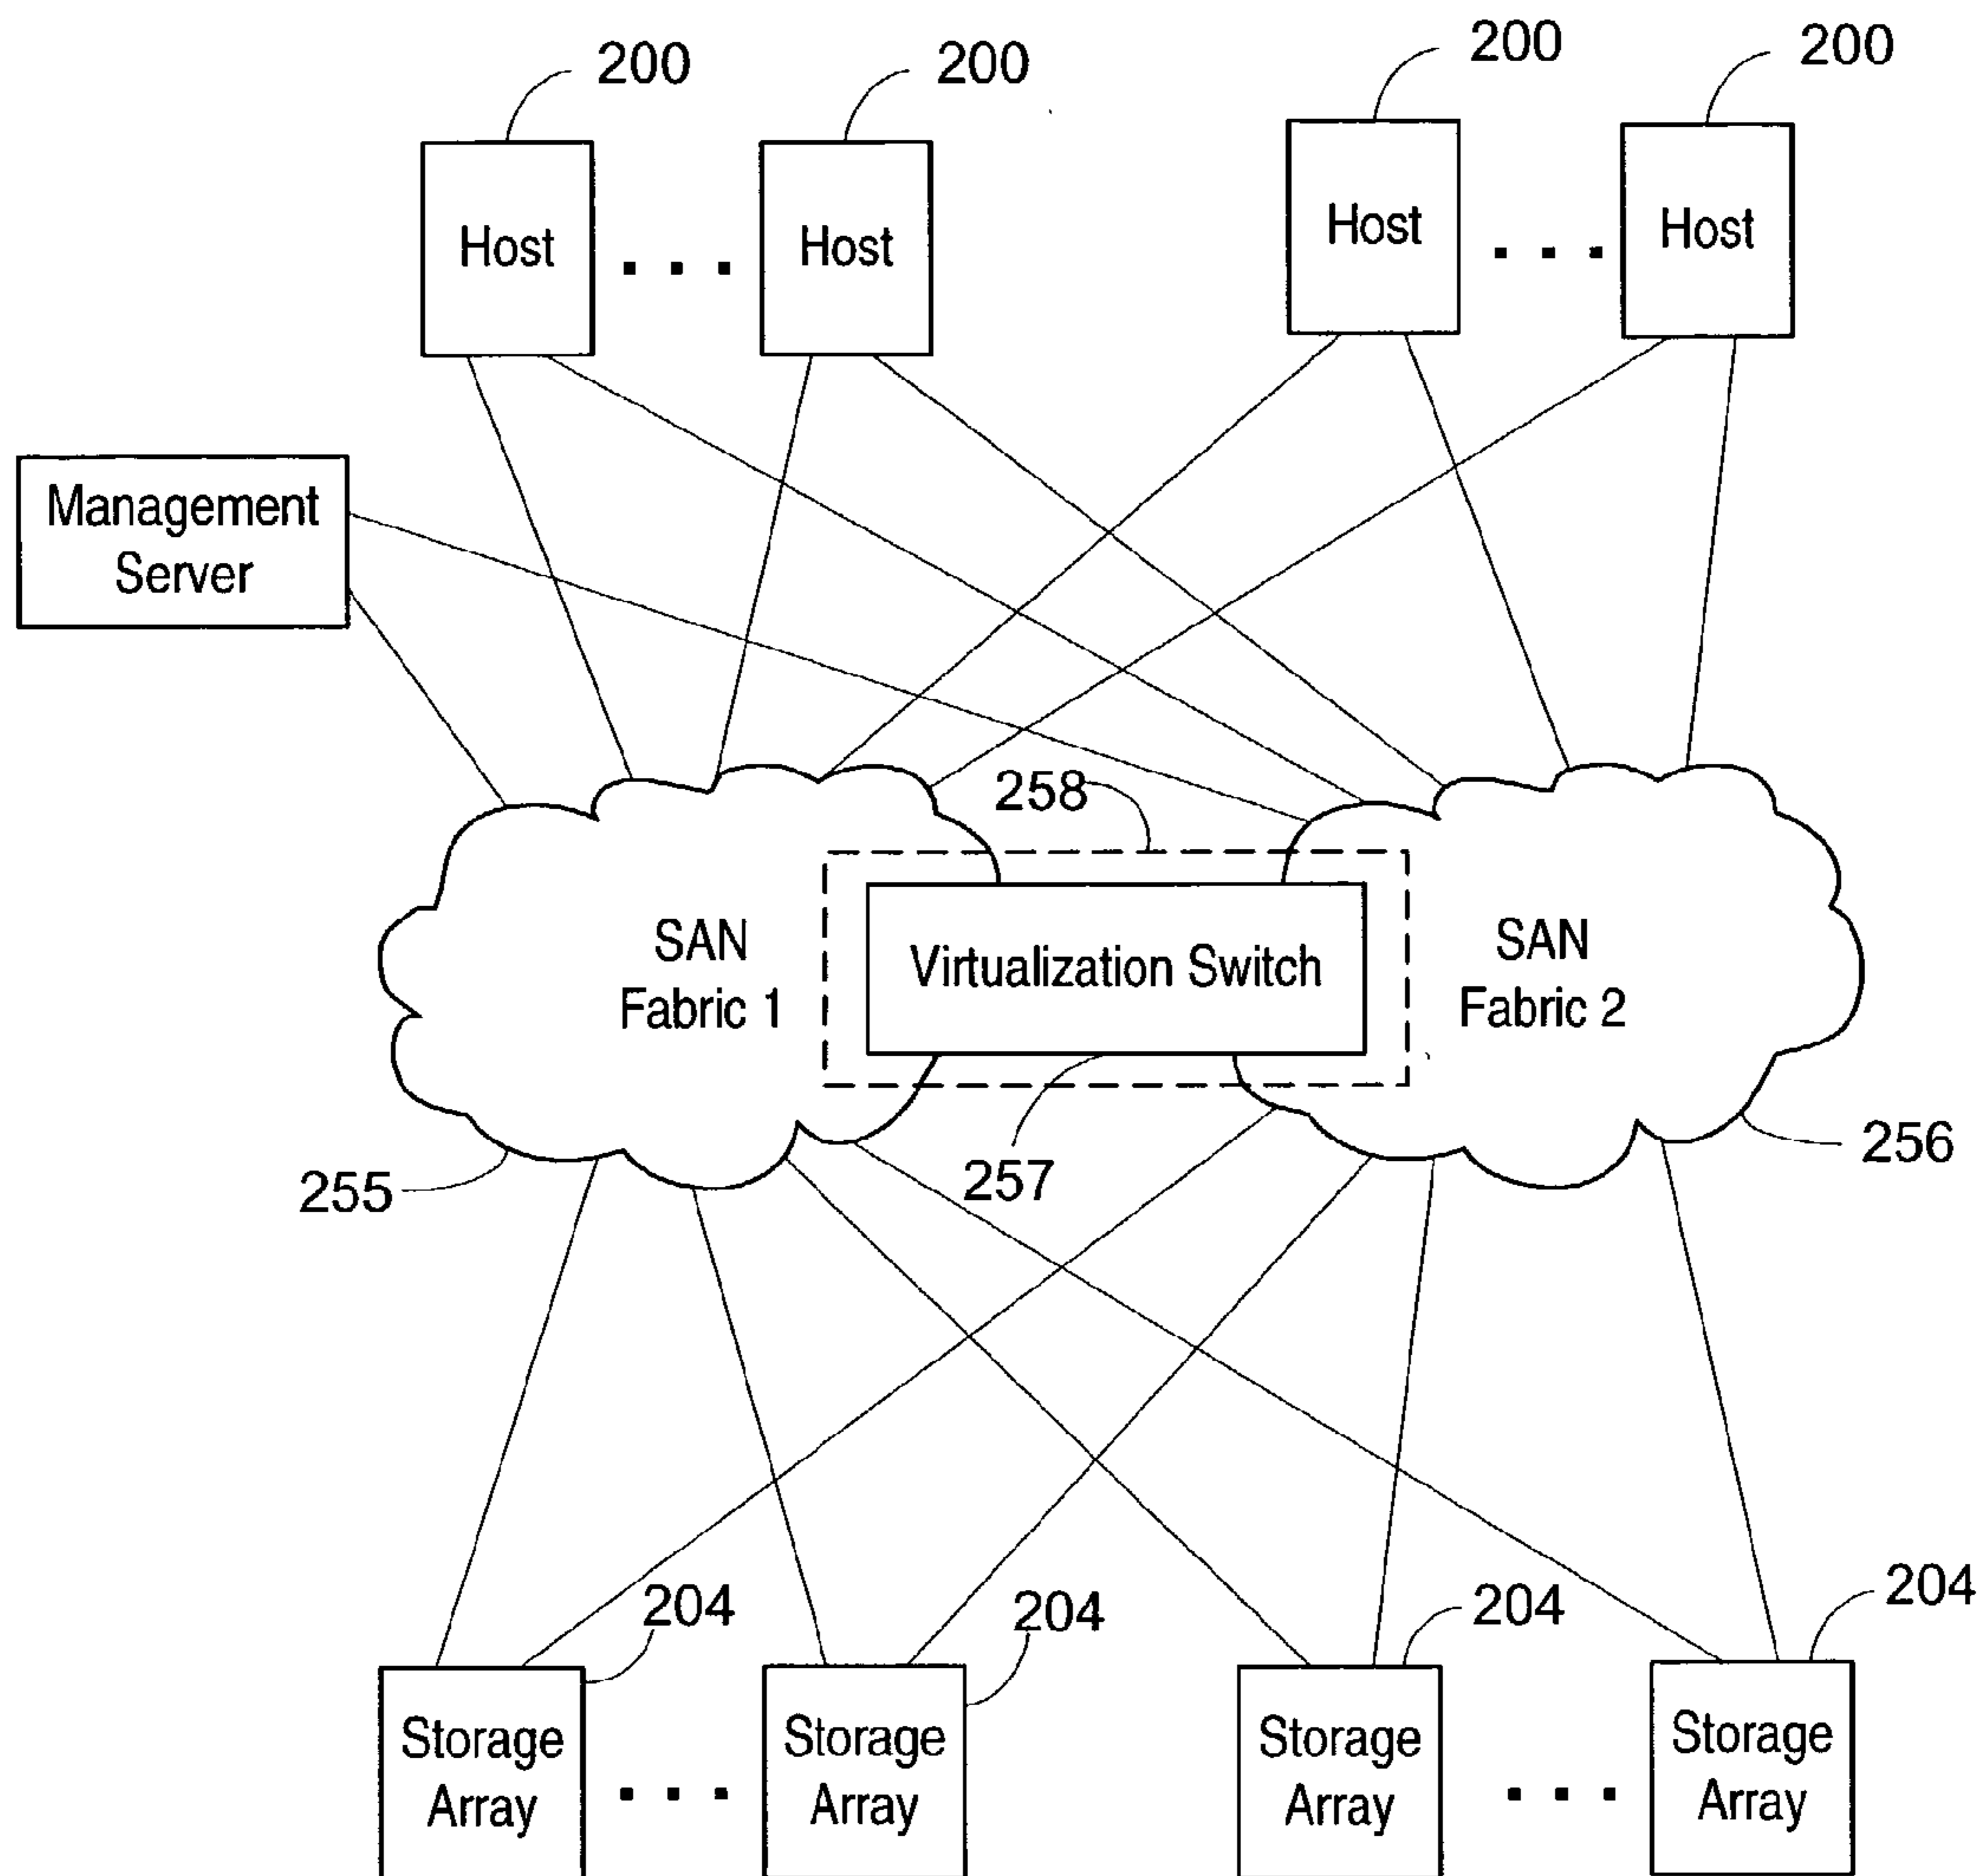 200
200
200
200
Host
Host
Host
Host
Management
Server
258
SAN
Fabric 1
Virtualization Switch
SAN
Fabric 2
255
257
256
204
204
204
204
Storage
Array
Storage
Array
Storage
Array
Storage
Array